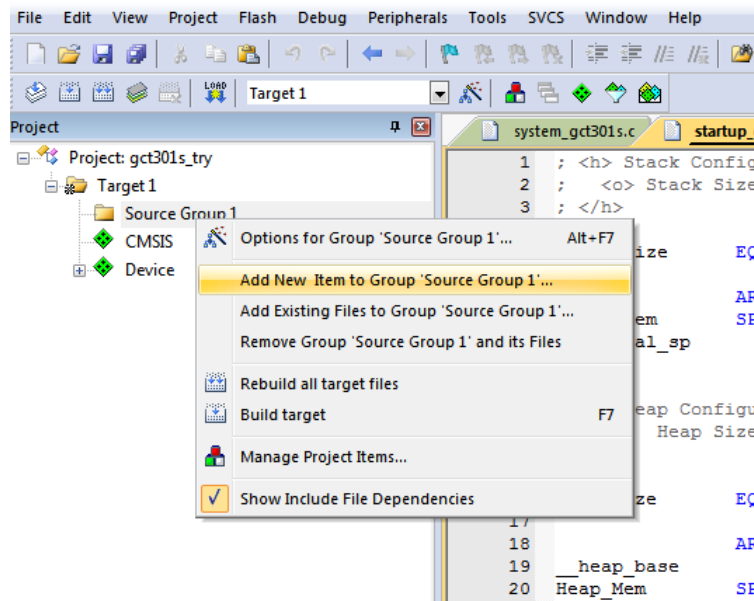 File Edit View Project Flash Debug Peripherals Tools SVCS Window Help
LOAD
Target 1
Project
system_gct301s.c
startup_
Project: gct301s_try
Target 1
Source Group 1
CMSIS
Device
Options for Group 'Source Group 1'... Alt+F7
Add New Item to Group 'Source Group 1'...
Add Existing Files to Group 'Source Group 1'...
Remove Group 'Source Group 1' and its Files
Rebuild all target files
Build target F7
Manage Project Items...
Show Include File Dependencies
1 ; <h> Stack Config
2 ; <o> Stack Size
3 ; </h>
ize EQ
AR
em SP
al_sp
eap Configu
Heap Size
ze EQ
17
18 AR
19 __heap_base
20 Heap_Mem SP